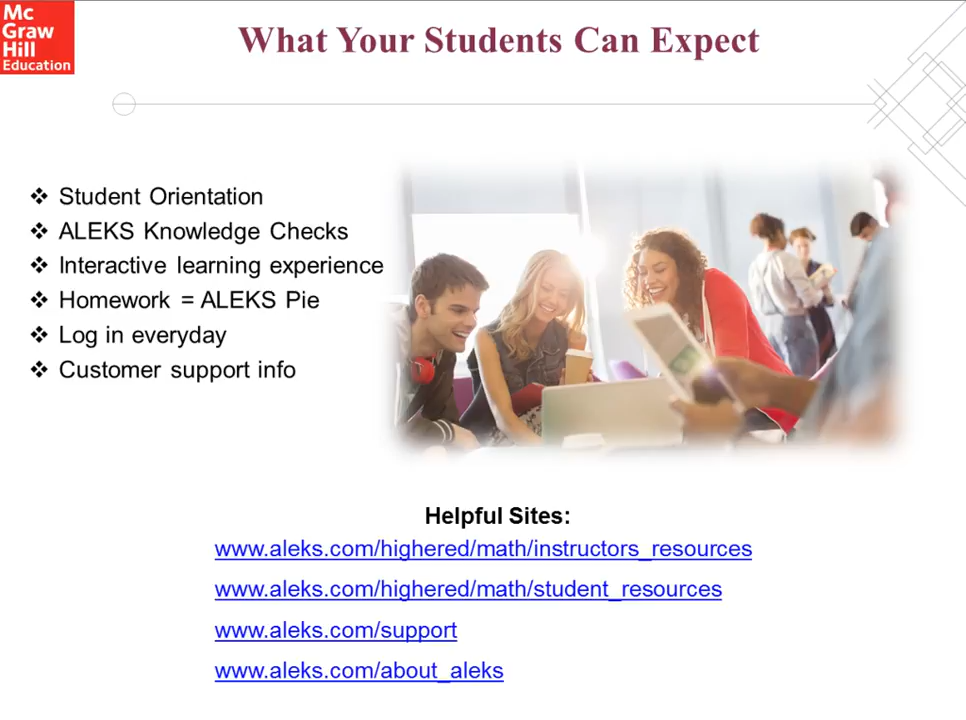 Mc
Graw
Hill
Education
What Your Students Can Expect
❖ Student Orientation
❖ ALEKS Knowledge Checks
❖ Interactive learning experience
❖ Homework = ALEKS Pie
❖ Log in everyday
❖ Customer support info
Helpful Sites:
www.aleks.com/highered/math/instructors_resources
www.aleks.com/highered/math/student_resources
www.aleks.com/support
www.aleks.com/about_aleks